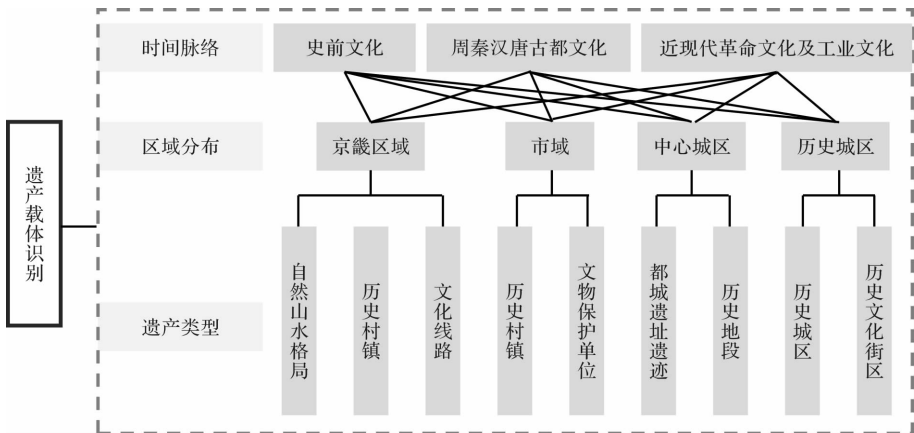 遗产载体识别
时间脉络
史前文化
周秦汉唐古都文化
近现代革命文化及工业文化
区域分布
京畿区域
市域
中心城区
历史城区
遗产类型
自然山水格局
历史村镇
文化线路
历史村镇
文物保护单位
都城遗址遗迹
历史地段
历史城区
历史文化街区